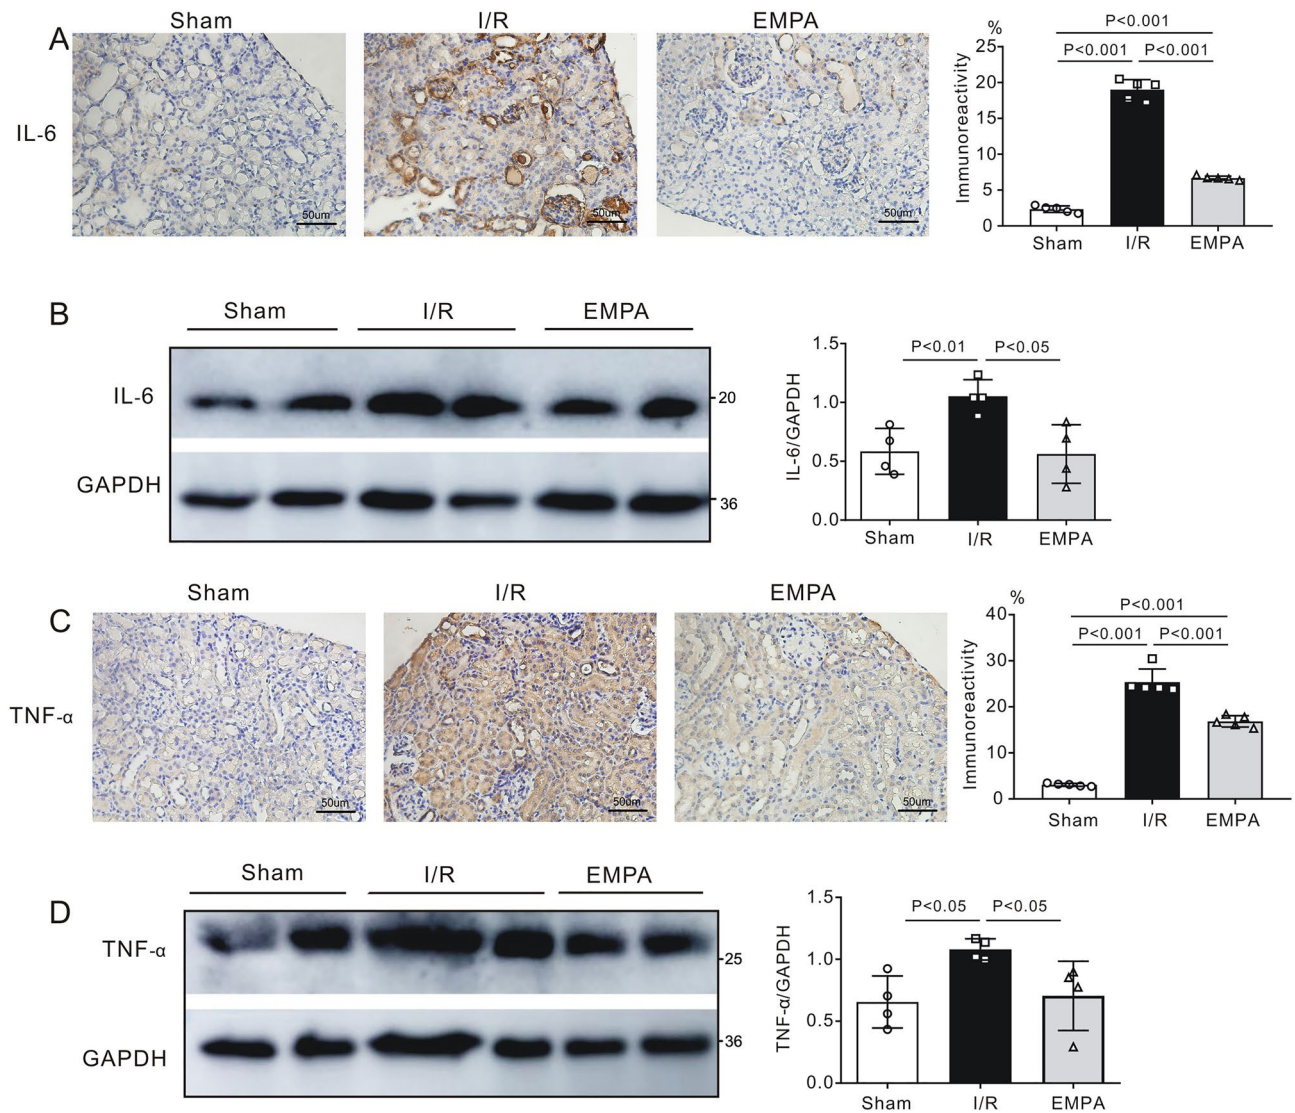 A
Sham
I/R
EMPA
IL-6
50um
50um
50um
%
P<0.001
P<0.001
P<0.001
Immunoreactivity
25
20
15
10
5
0
Sham
I/R
EMPA
B
Sham
I/R
EMPA
IL-6
20
GAPDH
36
P<0.01
P<0.05
IL-6/GAPDH
1.5
1.0
0.5
0.0
Sham
I/R
EMPA
C
Sham
I/R
EMPA
TNF-α
50um
50um
50um
%
P<0.001
P<0.001
P<0.001
Immunoreactivity
40
30
20
10
0
Sham
I/R
EMPA
D
Sham
I/R
EMPA
TNF-α
25
GAPDH
36
P<0.05
P<0.05
TNF-α/GAPDH
1.5
1.0
0.5
0.0
Sham
I/R
EMPA